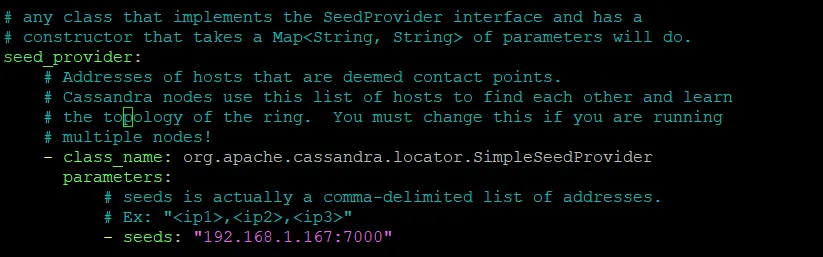 # any class that implements the SeedProvider interface and has a
# constructor that takes a Map<String, String> of parameters will do.
seed_provider:
# Addresses of hosts that are deemed contact points.
# Cassandra nodes use this list of hosts to find each other and learn
# the topology of the ring.  You must change this if you are running
# multiple nodes!
- class_name: org.apache.cassandra.locator.SimpleSeedProvider
parameters:
# seeds is actually a comma-delimited list of addresses.
# Ex: "<ip1>,<ip2>,<ip3>"
- seeds: "192.168.1.167:7000"